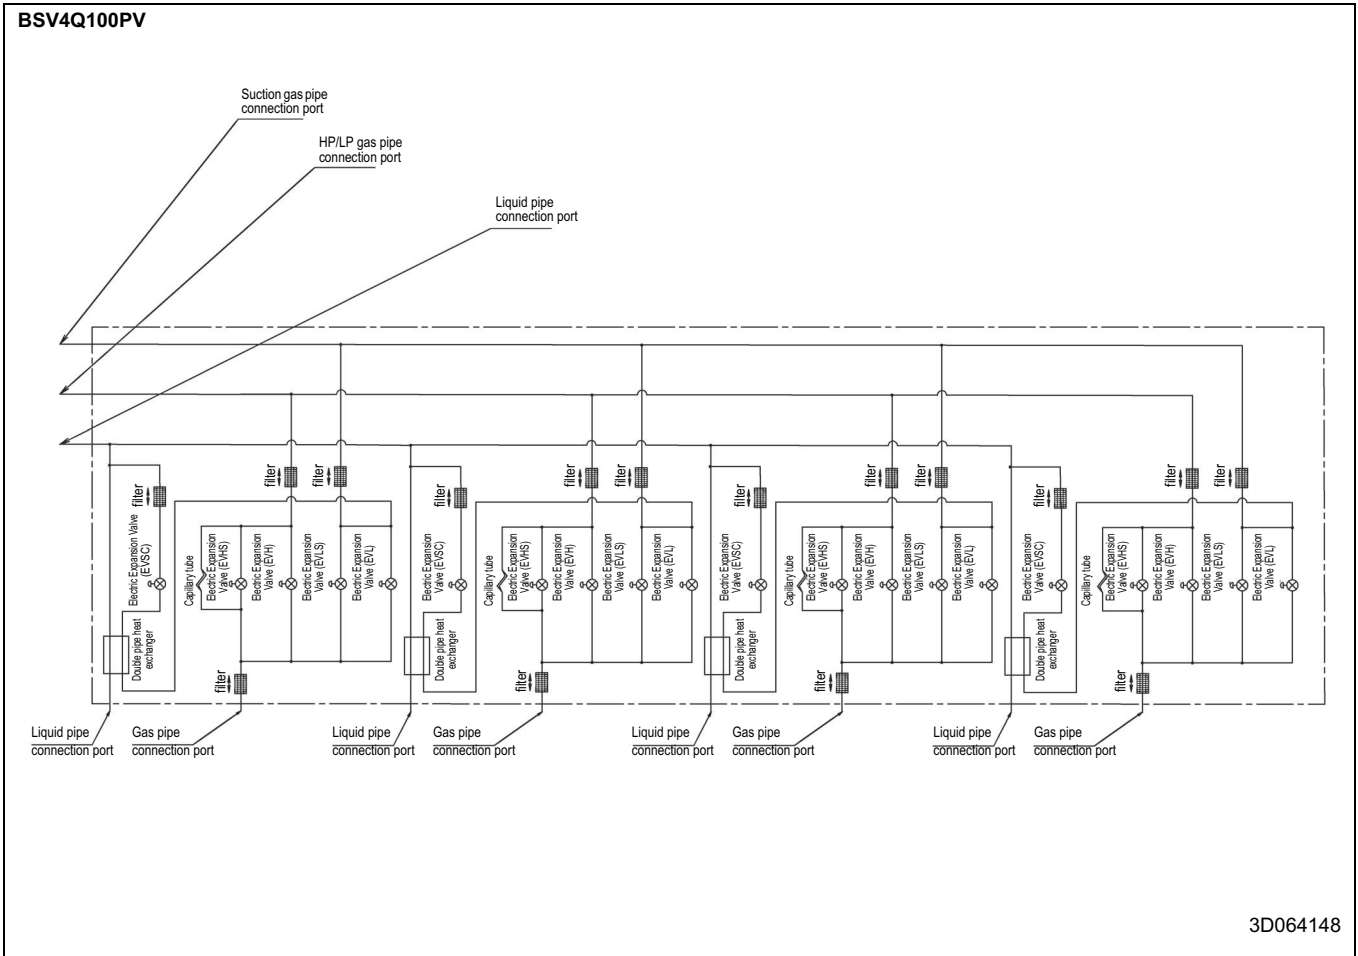 BSV4Q100PV
Suction gas pipe
connection port
HP/LP gas pipe
connection port
Liquid pipe
connection port
filter
Electric Expansion Valve
(EVSC)
Double pipe heat
exchanger
Capillary tube
Electric Expansion
Valve (EVHS)
Electric Expansion
Valve (EVH)
filter
Electric Expansion
Valve (EVLS)
filter
Electric Expansion
Valve (EVL)
filter
filter
Electric Expansion
Valve (EVSC)
Double pipe heat
exchanger
Capillary tube
Electric Expansion
Valve (EVHS)
Electric Expansion
Valve (EVH)
filter
Electric Expansion
Valve (EVLS)
filter
Electric Expansion
Valve (EVL)
filter
filter
Electric Expansion
Valve (EVSC)
Double pipe heat
exchanger
Capillary tube
Electric Expansion
Valve (EVHS)
Electric Expansion
Valve (EVH)
filter
Electric Expansion
Valve (EVLS)
filter
Electric Expansion
Valve (EVL)
filter
filter
Electric Expansion
Valve (EVSC)
Double pipe heat
exchanger
Capillary tube
Electric Expansion
Valve (EVHS)
Electric Expansion
Valve (EVH)
filter
Electric Expansion
Valve (EVLS)
filter
Electric Expansion
Valve (EVL)
filter
Liquid pipe
connection port
Gas pipe
connection port
Liquid pipe
connection port
Gas pipe
connection port
Liquid pipe
connection port
Gas pipe
connection port
Liquid pipe
connection port
Gas pipe
connection port
3D064148